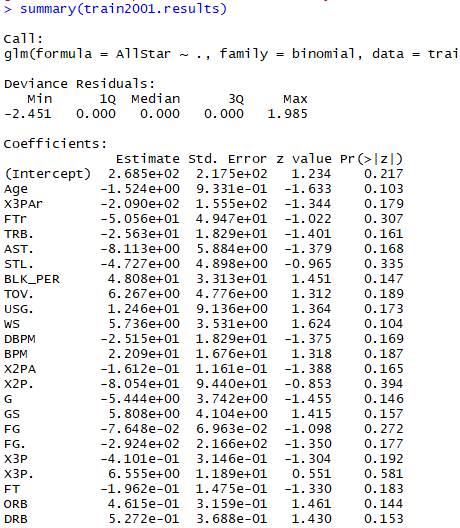 > summary(train2001.results)
Call:
glm(formula = AllStar ~ ., family = binomial, data = trai
Deviance Residuals:
Min 1Q Median 3Q Max
-2.451 0.000 0.000 0.000 1.985
Coefficients:
Estimate Std. Error z value Pr(>|z|)
(Intercept) 2.685e+02 2.175e+02 1.234 0.217
Age -1.524e+00 9.331e-01 -1.633 0.103
X3PAr -2.090e+02 1.555e+02 -1.344 0.179
FTr -5.056e+01 4.947e+01 -1.022 0.307
TRB. -2.563e+01 1.829e+01 -1.401 0.161
AST. -8.113e+00 5.884e+00 -1.379 0.168
STL. -4.727e+00 4.898e+00 -0.965 0.335
BLK_PER 4.808e+01 3.313e+01 1.451 0.147
TOV. 6.267e+00 4.776e+00 1.312 0.189
USG. 1.246e+01 9.136e+00 1.364 0.173
WS 5.736e+00 3.531e+00 1.624 0.104
DBPM -2.515e+01 1.829e+01 -1.375 0.169
BPM 2.209e+01 1.676e+01 1.318 0.187
X2PA -1.612e-01 1.161e-01 -1.388 0.165
X2P. -8.054e+01 9.440e+01 -0.853 0.394
G -5.444e+00 3.742e+00 -1.455 0.146
GS 5.808e+00 4.104e+00 1.415 0.157
FG -7.648e-02 6.963e-02 -1.098 0.272
FG. -2.924e+02 2.166e+02 -1.350 0.177
X3P -4.101e-01 3.146e-01 -1.304 0.192
X3P. 6.555e+00 1.189e+01 0.551 0.581
FT -1.962e-01 1.475e-01 -1.330 0.183
ORB 4.615e-01 3.159e-01 1.461 0.144
DRB 5.272e-01 3.688e-01 1.430 0.153